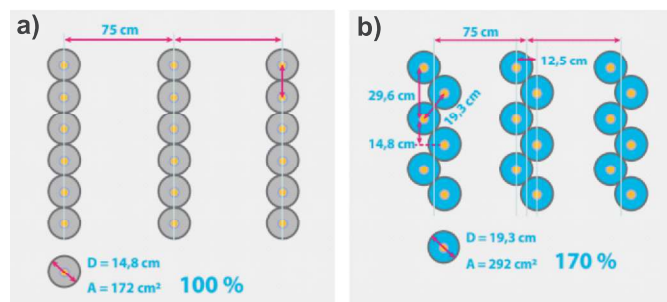 a)
75 cm
D = 14,8 cm
A = 172 cm²
100 %
b)
75 cm
12,5 cm
29,6 cm
19,3 cm
14,8 cm
D = 19,3 cm
A = 292 cm²
170 %